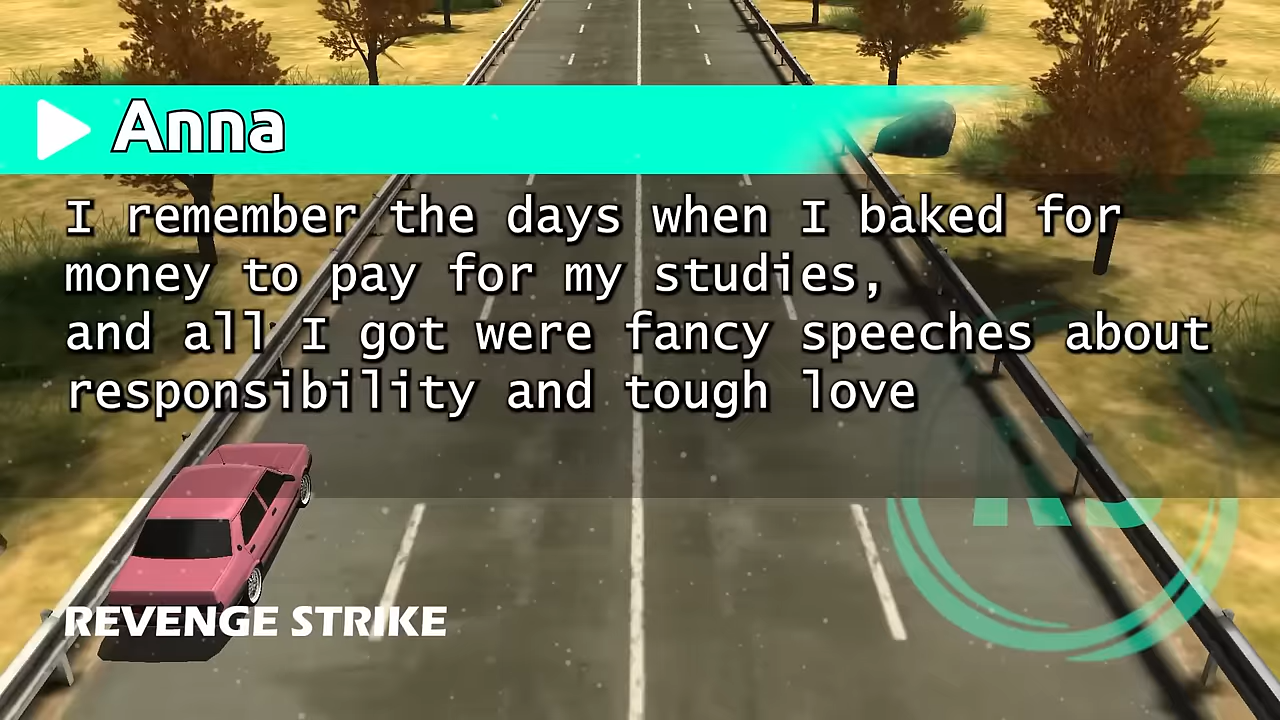 Anna
I remember the days when I baked for
money to pay for my studies,
and all I got were fancy speeches about
responsibility and tough love
REVENGE STRIKE
RS